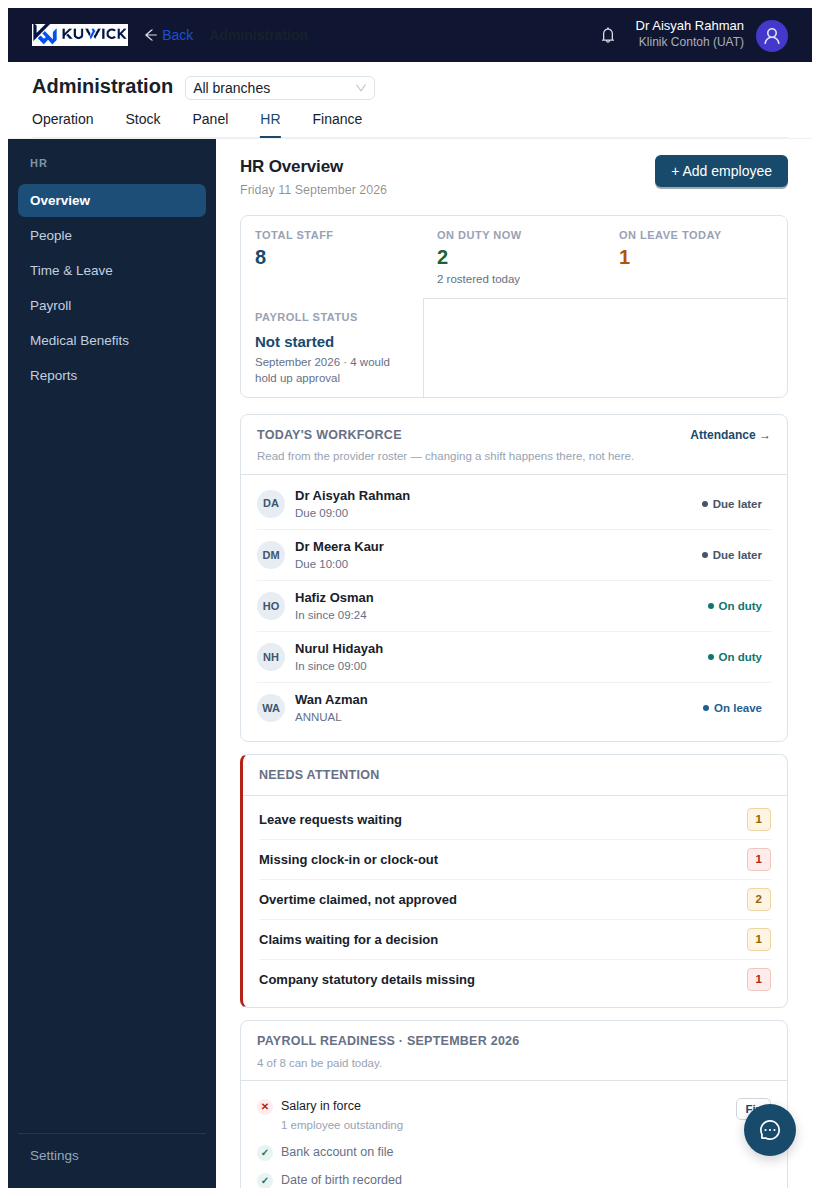 KUWICK
Back
Administration
Dr Aisyah Rahman
Klinik Contoh (UAT)
Administration
All branches
Operation
Stock
Panel
HR
Finance
HR
Overview
People
Time & Leave
Payroll
Medical Benefits
Reports
Settings
HR Overview
Friday 11 September 2026
+ Add employee
TOTAL STAFF
8
ON DUTY NOW
2
2 rostered today
ON LEAVE TODAY
1
PAYROLL STATUS
Not started
September 2026 · 4 would
hold up approval
TODAY'S WORKFORCE
Attendance →
Read from the provider roster — changing a shift happens there, not here.
DA
Dr Aisyah Rahman
Due 09:00
Due later
DM
Dr Meera Kaur
Due 10:00
Due later
HO
Hafiz Osman
In since 09:24
On duty
NH
Nurul Hidayah
In since 09:00
On duty
WA
Wan Azman
ANNUAL
On leave
NEEDS ATTENTION
Leave requests waiting
1
Missing clock-in or clock-out
1
Overtime claimed, not approved
2
Claims waiting for a decision
1
Company statutory details missing
1
PAYROLL READINESS · SEPTEMBER 2026
4 of 8 can be paid today.
Salary in force
1 employee outstanding
Bank account on file
Date of birth recorded